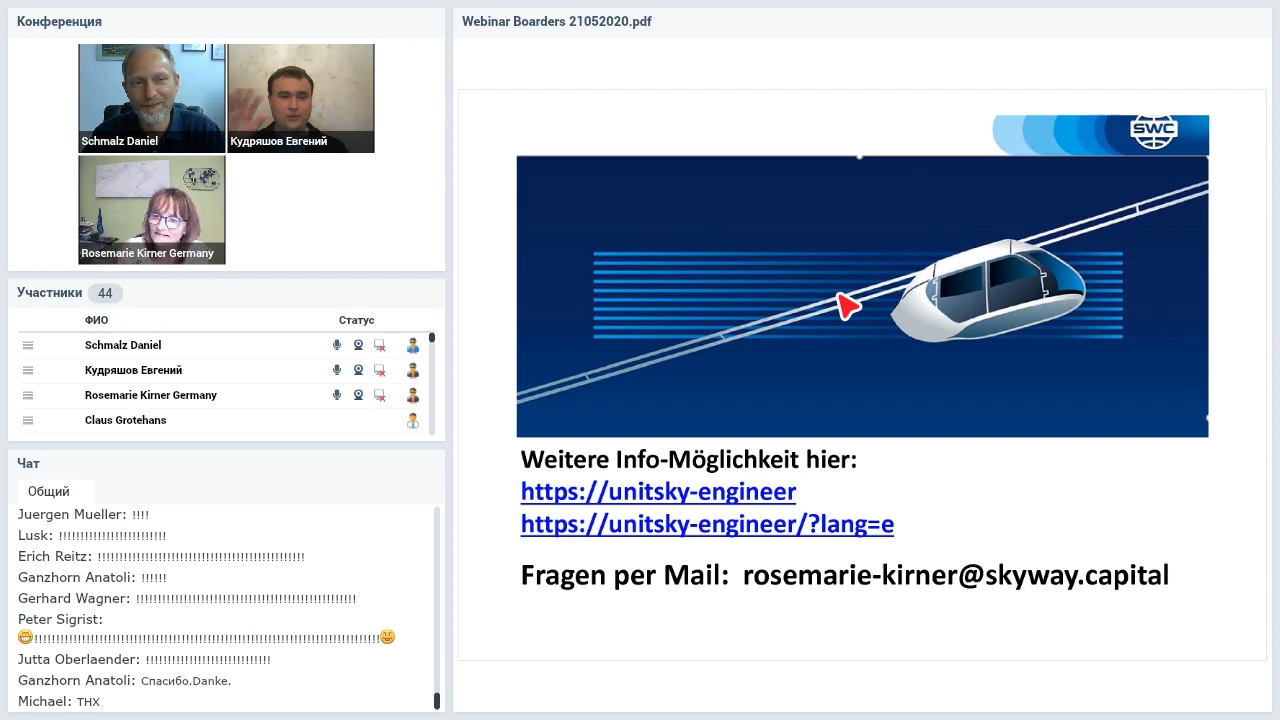 Конференция
Schmalz Daniel
Кудряшов Евгений
Rosemarie Kirner Germany
Участники 44
ФИО Статус
Schmalz Daniel
Кудряшов Евгений
Rosemarie Kirner Germany
Claus Grotehans
Чат
Общий
Juergen Mueller: !!!!
Lusk: !!!!!!!!!!!!!!!!!!!!!!!!
Erich Reitz: !!!!!!!!!!!!!!!!!!!!!!!!!!!!!!!!!!!!!!!!!!!!!!!!
Ganzhorn Anatoli: !!!!!!
Gerhard Wagner: !!!!!!!!!!!!!!!!!!!!!!!!!!!!!!!!!!!!!!!!!!!!!!!!!!!
Peter Sigrist:
!!!!!!!!!!!!!!!!!!!!!!!!!!!!!!!!!!!!!!!!!!!!!!!!!!!!!!!!!!!!!!!!!!!!!!!!!!!!!!!!
Jutta Oberlaender: !!!!!!!!!!!!!!!!!!!!!!!!!!!!!
Ganzhorn Anatoli: Спасибо.Danke.
Michael: THX
Webinar Boarders 21052020.pdf
SWC
Weitere Info-Möglichkeit hier:
https://unitsky-engineer
https://unitsky-engineer/?lang=e
Fragen per Mail: rosemarie-kirner@skyway.capital